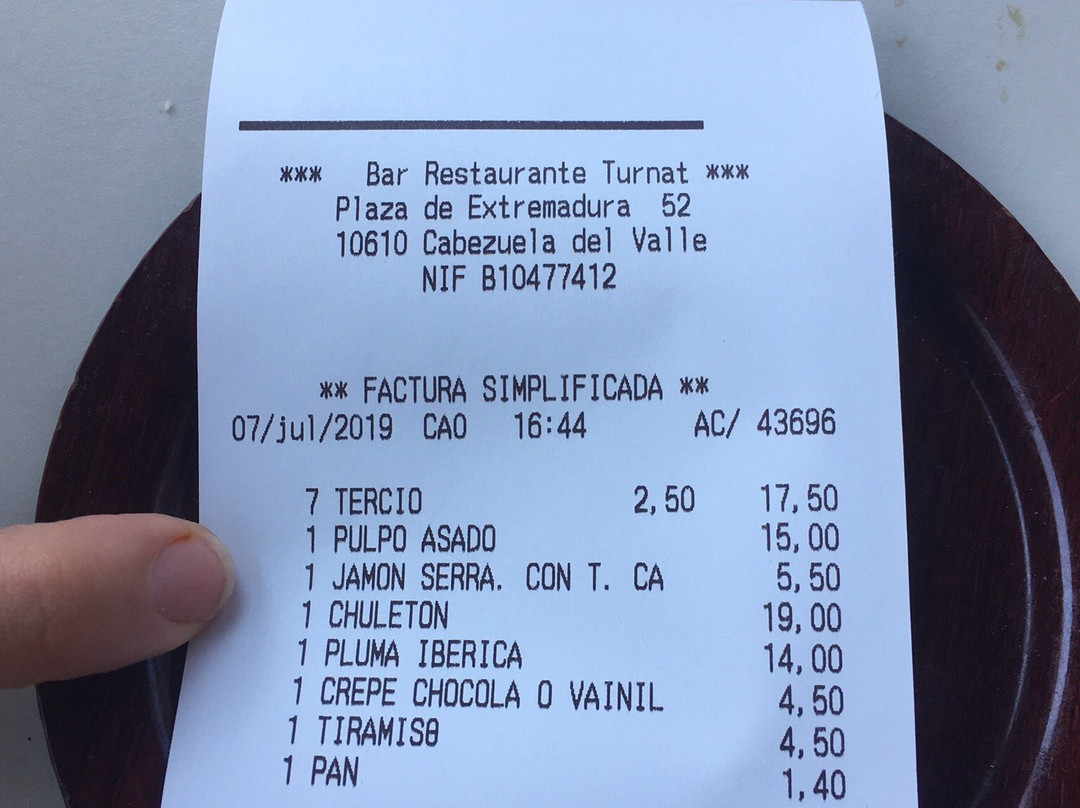 *** Bar Restaurante Turnat ***
Plaza de Extremadura 52
10610 Cabezuela del Valle
NIF B10477412
** FACTURA SIMPLIFICADA **
07/jul/2019 CAO 16:44 AC/ 43696
7 TERCIO 2,50 17,50
1 PULPO ASADO 15,00
1 JAMON SERRA. CON T. CA 5,50
1 CHULETON 19,00
1 PLUMA IBERICA 14,00
1 CREPE CHOCOLA O VAINIL 4,50
1 TIRAMIS0 4,50
1 PAN 1,40